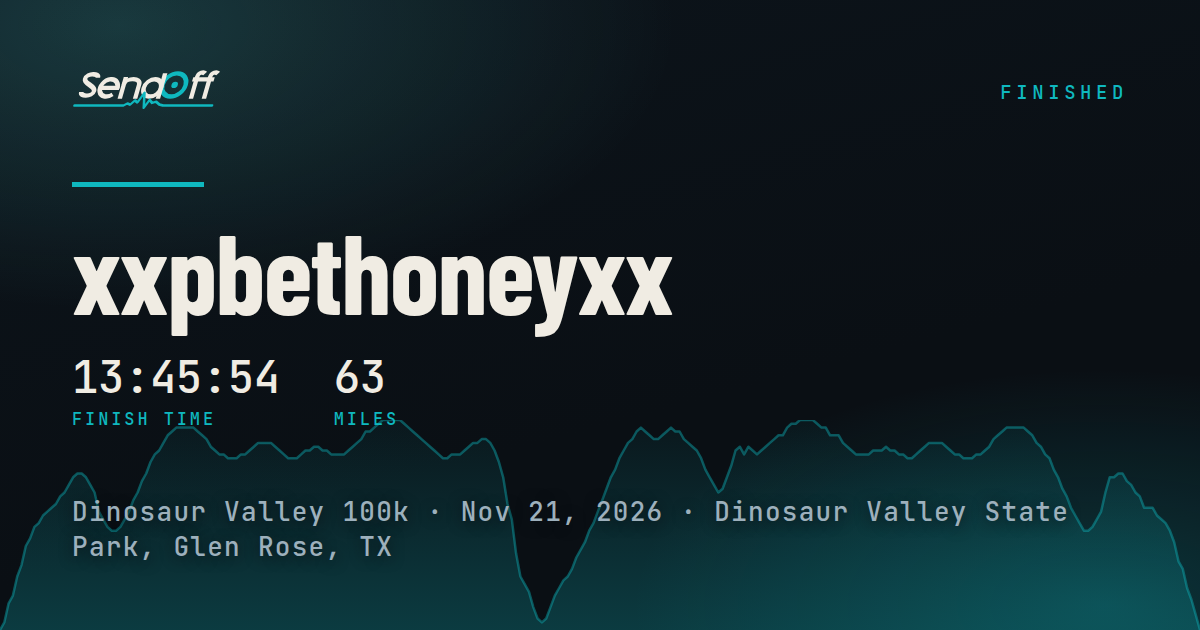 SendOff
FINISHED
xxpbethoneyxx
13:45:54 63
FINISH TIME MILES
Dinosaur Valley 100k · Nov 21, 2026 · Dinosaur Valley State
Park, Glen Rose, TX